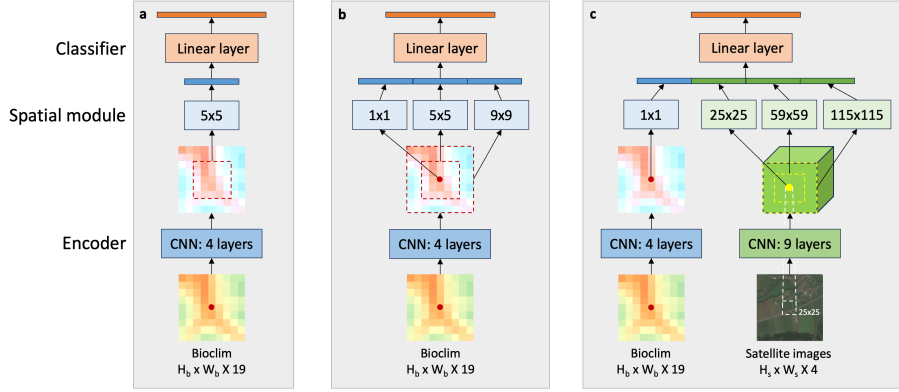 a
b
c
Classifier
Linear layer
Linear layer
Linear layer
Spatial module
5x5
1x1
5x5
9x9
1x1
25x25
59x59
115x115
Encoder
CNN: 4 layers
CNN: 4 layers
CNN: 4 layers
CNN: 9 layers
25x25
Bioclim
H_b x W_b X 19
Bioclim
H_b x W_b X 19
Bioclim
H_b x W_b X 19
Satellite images
H_s x W_s X 4